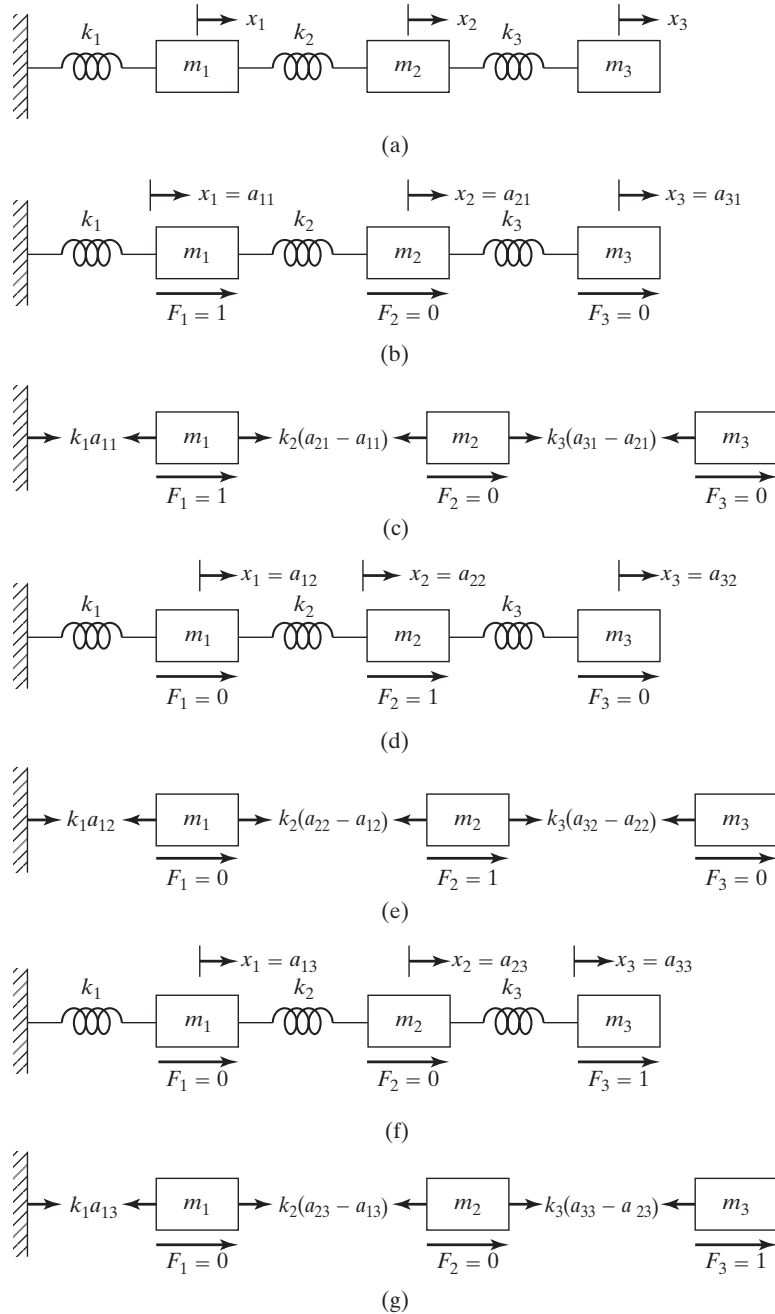 x₁ x₂ x₃
k₁ k₂ k₃
m₁ m₂ m₃
(a)
x₁ = a₁₁ x₂ = a₂₁ x₃ = a₃₁
k₁ k₂ k₃
m₁ m₂ m₃
F₁ = 1 F₂ = 0 F₃ = 0
(b)
k₁a₁₁ m₁ k₂(a₂₁ − a₁₁) m₂ k₃(a₃₁ − a₂₁) m₃
F₁ = 1 F₂ = 0 F₃ = 0
(c)
x₁ = a₁₂ x₂ = a₂₂ x₃ = a₃₂
k₁ k₂ k₃
m₁ m₂ m₃
F₁ = 0 F₂ = 1 F₃ = 0
(d)
k₁a₁₂ m₁ k₂(a₂₂ − a₁₂) m₂ k₃(a₃₂ − a₂₂) m₃
F₁ = 0 F₂ = 1 F₃ = 0
(e)
x₁ = a₁₃ x₂ = a₂₃ x₃ = a₃₃
k₁ k₂ k₃
m₁ m₂ m₃
F₁ = 0 F₂ = 0 F₃ = 1
(f)
k₁a₁₃ m₁ k₂(a₂₃ − a₁₃) m₂ k₃(a₃₃ − a ₂₃) m₃
F₁ = 0 F₂ = 0 F₃ = 1
(g)